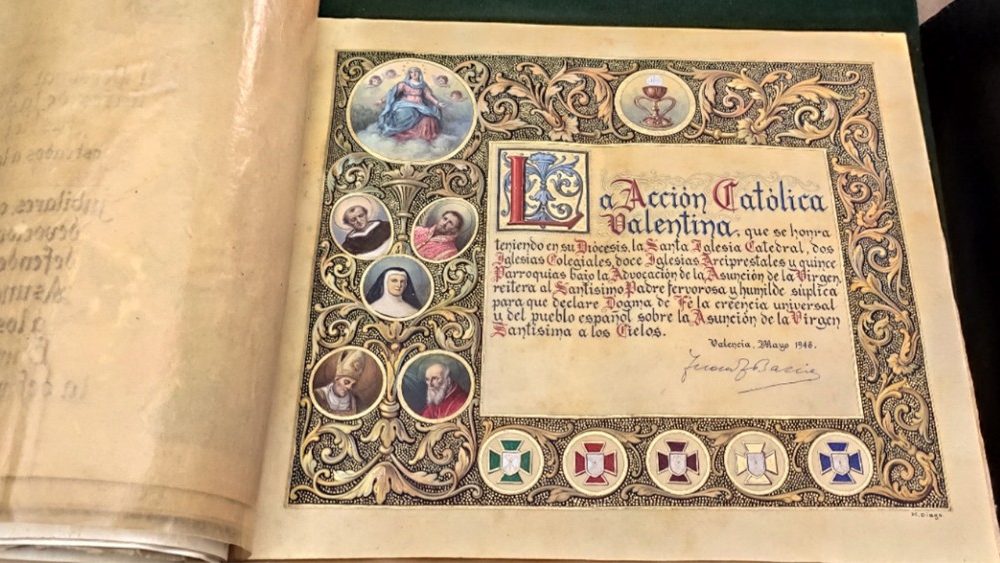 La Acción Católica
Valentina, que se honra
teniendo en su Diócesis, la Santa Iglesia Catedral, dos
Iglesias Colegiales, doce Iglesias Arciprestales y quince
Parroquias bajo la Advocación de la Asunción de la Virgen
reitera al Santisimo Padre fervorosa y humilde súplica
para que declare Dogma de Fé la creencia universal
y del pueblo español sobre la Asunción de la Virgen
Santísima a los Cielos.
Valencia, Mayo 1948.
M. Diago